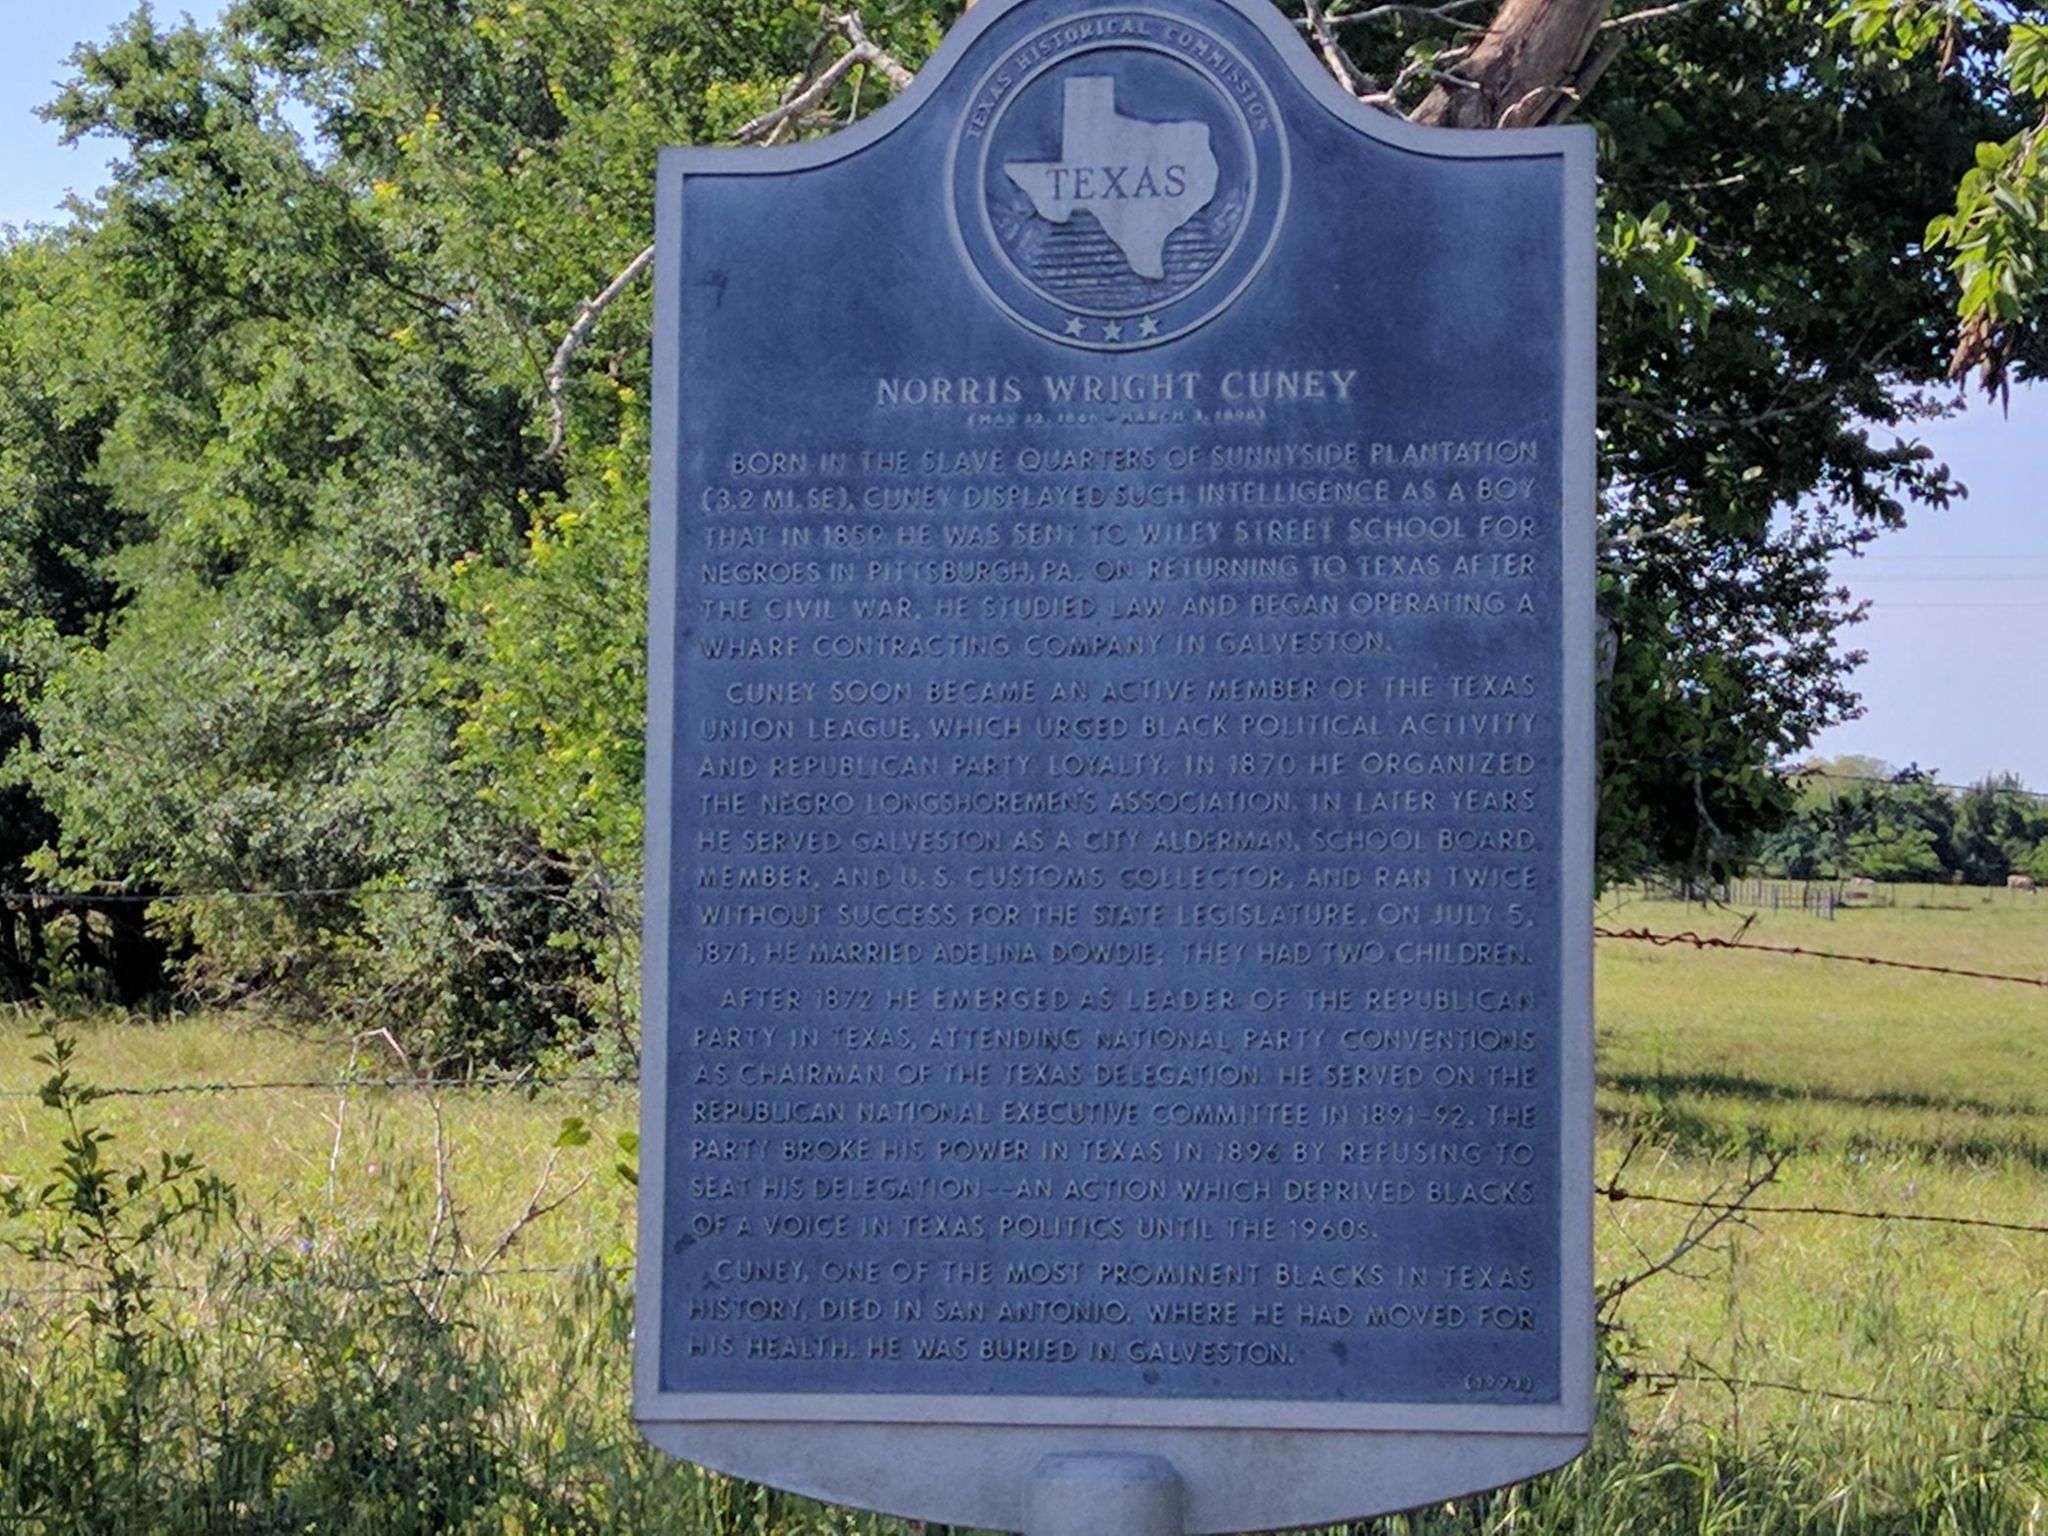 TEXAS HISTORICAL COMMISSION
TEXAS
NORRIS WRIGHT CUNEY
(MAY 12, 1846 - MARCH 3, 1898)
BORN IN THE SLAVE QUARTERS OF SUNNYSIDE PLANTATION
(3.2 MI. SE), CUNEY DISPLAYED SUCH INTELLIGENCE AS A BOY
THAT IN 1859 HE WAS SENT TO WILEY STREET SCHOOL FOR
NEGROES IN PITTSBURGH, PA. ON RETURNING TO TEXAS AFTER
THE CIVIL WAR, HE STUDIED LAW AND BEGAN OPERATING A
WHARF CONTRACTING COMPANY IN GALVESTON.
CUNEY SOON BECAME AN ACTIVE MEMBER OF THE TEXAS
UNION LEAGUE, WHICH URGED BLACK POLITICAL ACTIVITY
AND REPUBLICAN PARTY LOYALTY. IN 1870 HE ORGANIZED
THE NEGRO LONGSHOREMEN'S ASSOCIATION. IN LATER YEARS
HE SERVED GALVESTON AS A CITY ALDERMAN, SCHOOL BOARD
MEMBER, AND U. S. CUSTOMS COLLECTOR, AND RAN TWICE
WITHOUT SUCCESS FOR THE STATE LEGISLATURE. ON JULY 5,
1871, HE MARRIED ADELINA DOWDIE; THEY HAD TWO CHILDREN.
AFTER 1872 HE EMERGED AS LEADER OF THE REPUBLICAN
PARTY IN TEXAS, ATTENDING NATIONAL PARTY CONVENTIONS
AS CHAIRMAN OF THE TEXAS DELEGATION. HE SERVED ON THE
REPUBLICAN NATIONAL EXECUTIVE COMMITTEE IN 1891-92. THE
PARTY BROKE HIS POWER IN TEXAS IN 1896 BY REFUSING TO
SEAT HIS DELEGATION--AN ACTION WHICH DEPRIVED BLACKS
OF A VOICE IN TEXAS POLITICS UNTIL THE 1960s.
CUNEY, ONE OF THE MOST PROMINENT BLACKS IN TEXAS
HISTORY, DIED IN SAN ANTONIO, WHERE HE HAD MOVED FOR
HIS HEALTH. HE WAS BURIED IN GALVESTON.